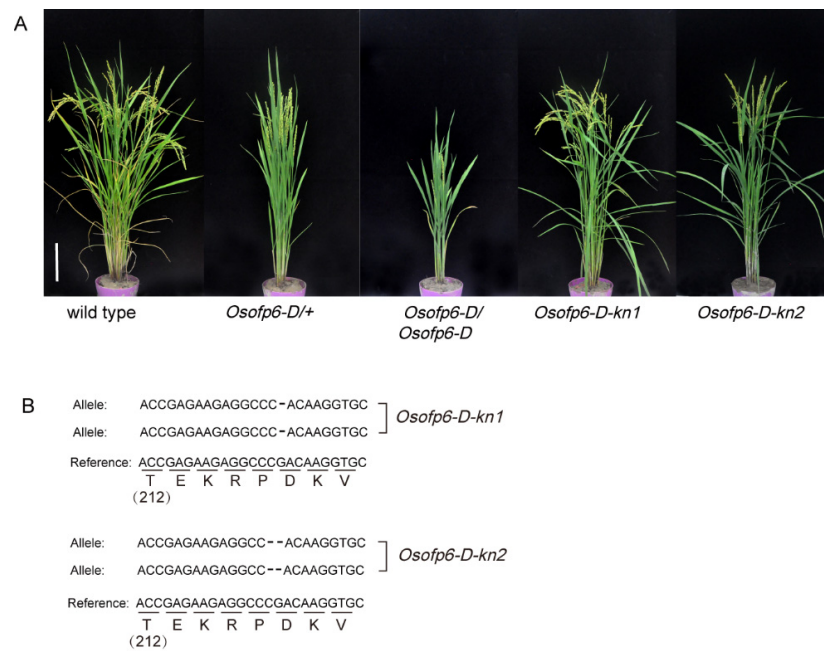 A
wild type
Osofp6-D/+
Osofp6-D/
Osofp6-D
Osofp6-D-kn1
Osofp6-D-kn2
B
Allele: ACCGAGAAGAGGCCC-ACAAGGTGC
Allele: ACCGAGAAGAGGCCC-ACAAGGTGC
Osofp6-D-kn1
Reference: ACCGAGAAGAGGCCCGACAAGGTGC
T E K R P D K V
(212)
Allele: ACCGAGAAGAGGCC--ACAAGGTGC
Allele: ACCGAGAAGAGGCC--ACAAGGTGC
Osofp6-D-kn2
Reference: ACCGAGAAGAGGCCCGACAAGGTGC
T E K R P D K V
(212)